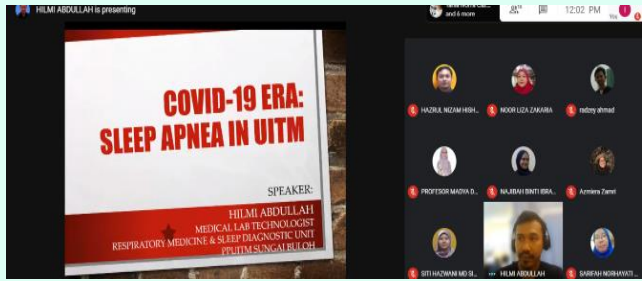 HILMI ABDULLAH is presenting
and 6 more
12:02 PM
You
COVID-19 ERA:
SLEEP APNEA IN UITM
SPEAKER:
HILMI ABDULLAH
MEDICAL LAB TECHNOLOGIST
RESPIRATORY MEDICINE & SLEEP DIAGNOSTIC UNIT
PPUITM SUNGAI BULOH
HAZRUL NIZAM HISH...
NOOR LIZA ZAKARIA
radzey ahmad
PROFESOR MADYA D...
NAJIBAH BINTI IBRA...
Azmiera Zamri
SITI HAZWANI MD SI...
HILMI ABDULLAH
SARIFAH NORHAYATI ...